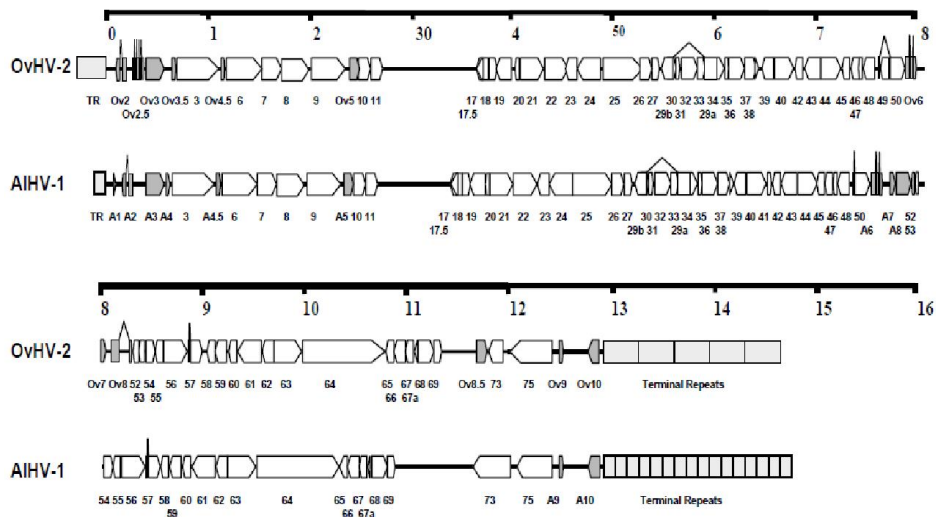 0 1 2 30 4 50 6 7 8
OvHV-2
TR Ov2 3 Ov3 Ov3.5 Ov4.5 6 7 8 9 Ov5 10 11 17 18 19 20 21 22 23 24 25 26 27 30 32 33 34 35 37 39 40 42 43 44 45 46 48 49 50 Ov6
Ov2.5 17.5 29b 31 29a 36 38 47
AlHV-1
TR A1 A2 A3 A4 3 A4.5 6 7 8 9 A5 10 11 17 18 19 20 21 22 23 24 25 26 27 30 32 33 34 35 37 39 40 41 42 43 44 45 46 48 50 A7 52
17.5 29b 31 29a 36 38 47 A6 A8 53
8 9 10 11 12 13 14 15 16
OvHV-2
Ov7 Ov8 52 54 56 57 58 59 60 61 62 63 64 65 67 68 69 Ov8.5 73 75 Ov9 Ov10 Terminal Repeats
53 55 66 67a
AlHV-1
54 55 56 57 58 60 61 62 63 64 65 67 68 69 73 75 A9 A10 Terminal Repeats
59 66 67a